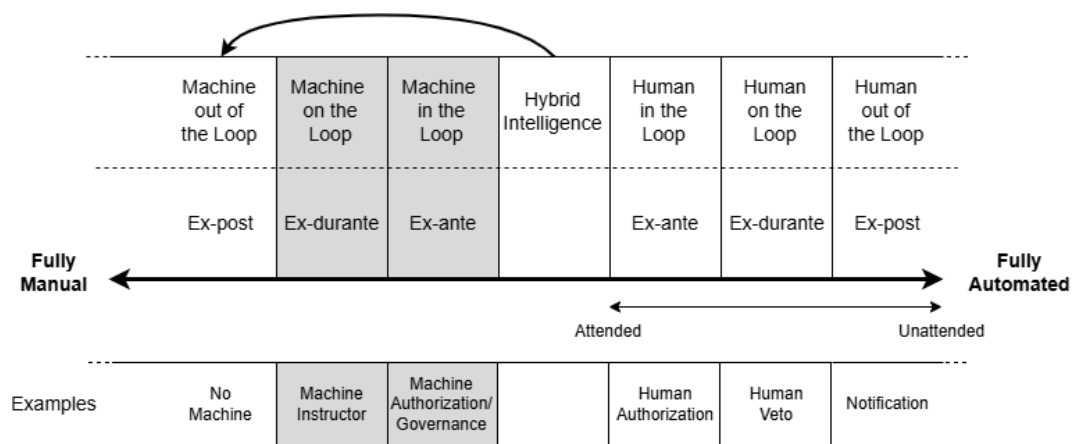 Machine
out of
the Loop
Machine
on the
Loop
Machine
in the
Loop
Hybrid
Intelligence
Human
in the
Loop
Human
on the
Loop
Human
out of
the Loop
Ex-post
Ex-durante
Ex-ante
Ex-ante
Ex-durante
Ex-post
Fully
Manual
Fully
Automated
Attended
Unattended
Examples
No
Machine
Machine
Instructor
Machine
Authorization/
Governance
Human
Authorization
Human
Veto
Notification